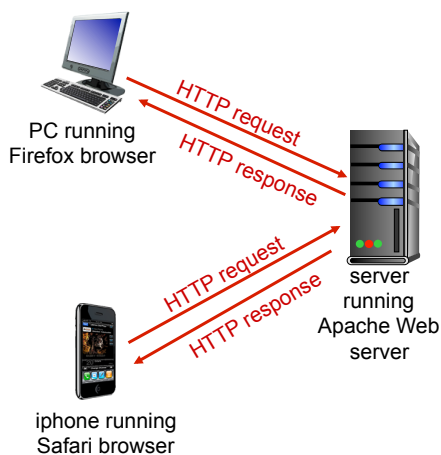 HTTP request
HTTP response
PC running
Firefox browser
HTTP request
HTTP response
server
running
Apache Web
server
iphone running
Safari browser